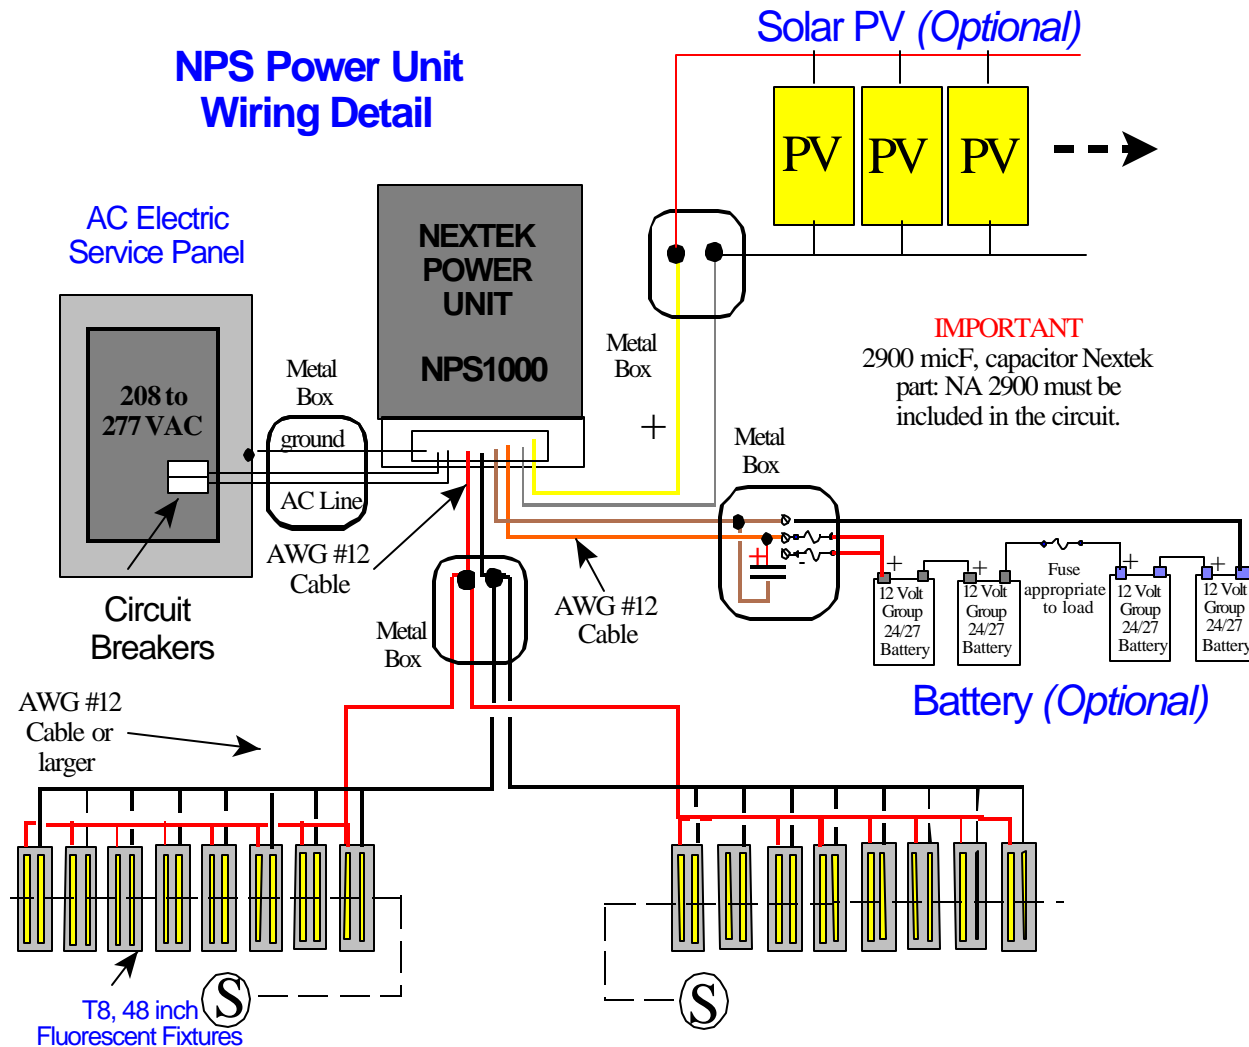 Solar PV (Optional)
NPS Power Unit
Wiring Detail
PV
PV
PV
AC Electric
Service Panel
NEXTEK
POWER
UNIT
NPS1000
Metal
Box
IMPORTANT
2900 micF, capacitor Nextek
part: NA 2900 must be
included in the circuit.
Metal
Box
208 to
277 VAC
ground
AC Line
+
Metal
Box
AWG #12
Cable
+
-
AWG #12
Cable
+
12 Volt
Group
24/27
Battery
+
12 Volt
Group
24/27
Battery
Fuse
appropriate
to load
+
12 Volt
Group
24/27
Battery
+
12 Volt
Group
24/27
Battery
Circuit
Breakers
Metal
Box
Battery (Optional)
AWG #12
Cable or
larger
S
S
T8, 48 inch
Fluorescent Fixtures